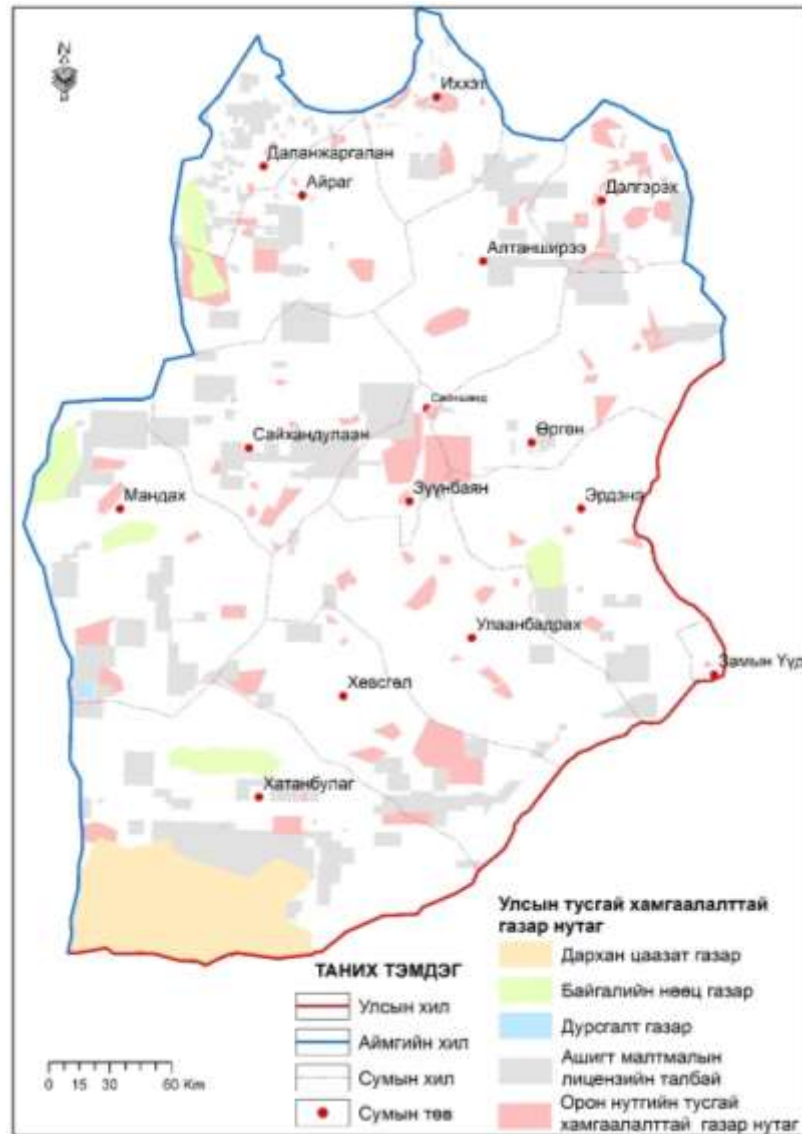 N
Иххэт
Даланжаргалан
Айраг
Дэлгэрэх
Алтанширээ
Сайншанд
Сайхандулаан
Өргөн
Мандах
Зүүнбаян
Эрдэнэ
Улаанбадрах
Замын Үүд
Хөвсгөл
Хатанбулаг
Улсын тусгай хамгаалалттай
газар нутаг
Дархан цаазат газар
Байгалийн нөөц газар
Дурсгалт газар
Ашигт малтмалын
лицензийн талбай
Орон нутгийн тусгай
хамгаалалттай газар нутаг
ТАНИХ ТЭМДЭГ
Улсын хил
Аймгийн хил
Сумын хил
Сумын төв
0 15 30 60 Km